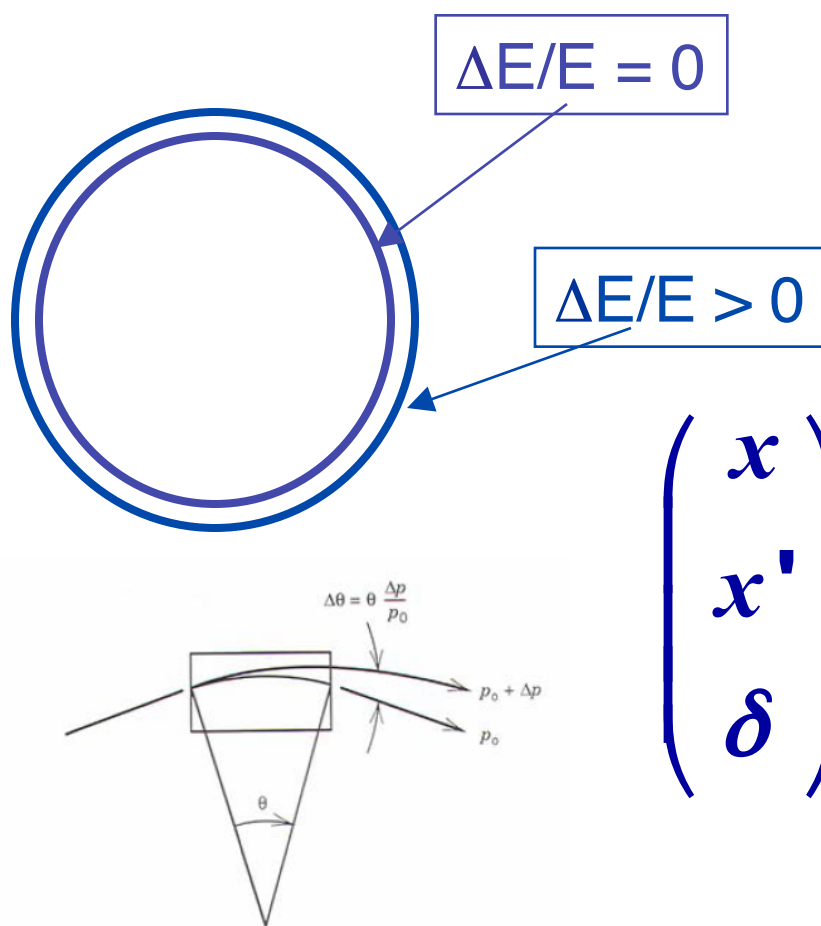 ΔE/E = 0
ΔE/E > 0
x
x'
δ
Δθ = θ Δp/p₀
p₀ + Δp
p₀
θ